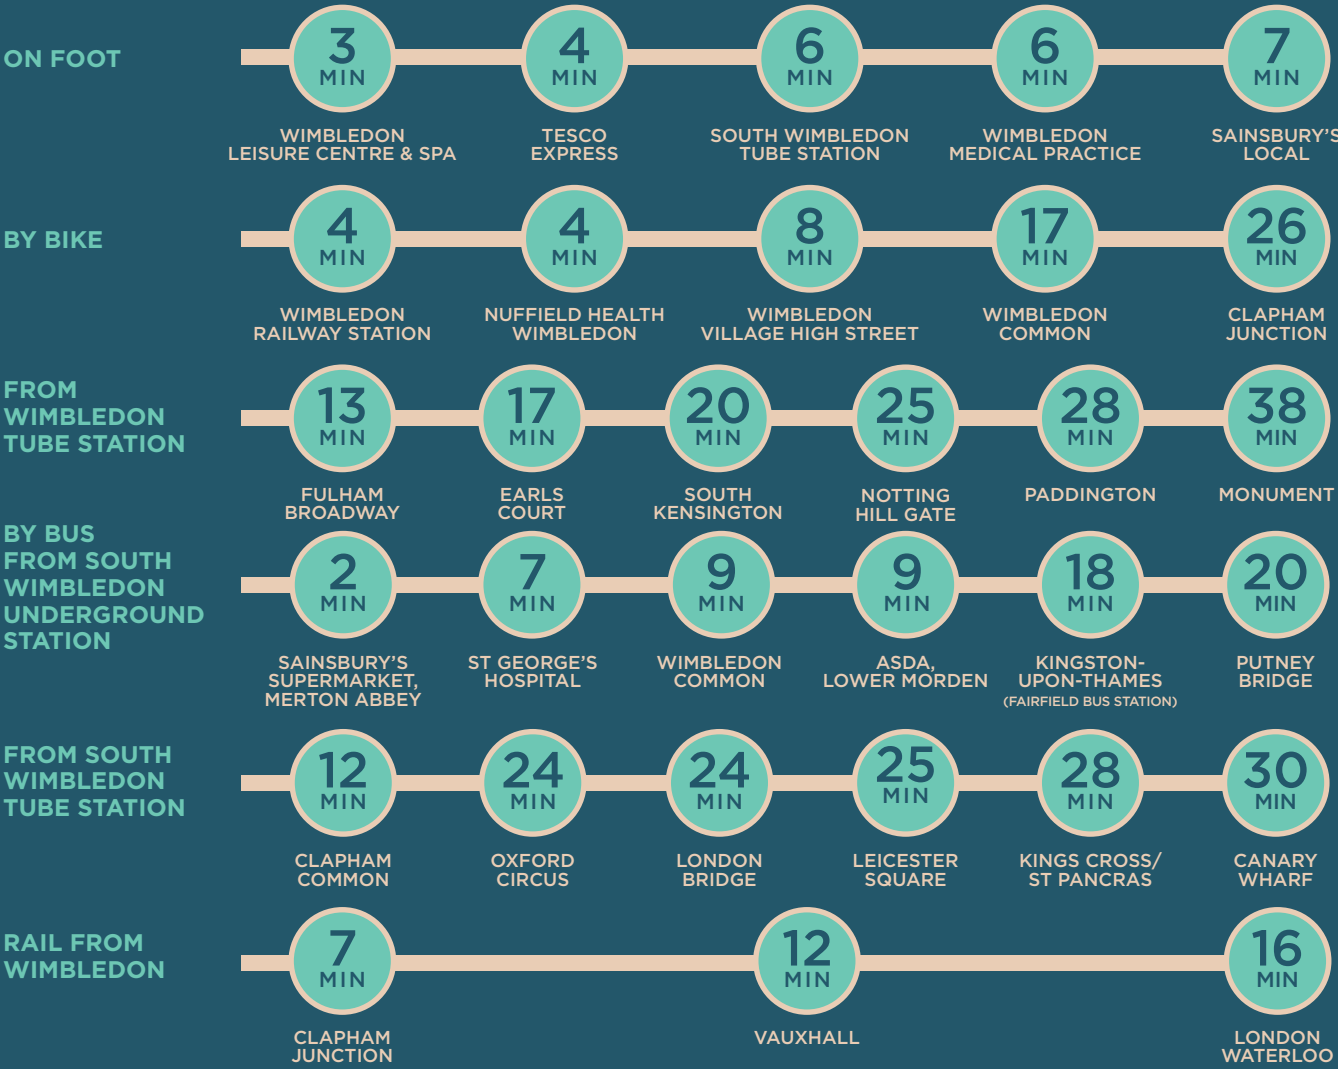 ON FOOT
3
MIN
WIMBLEDON
LEISURE CENTRE & SPA
4
MIN
TESCO
EXPRESS
6
MIN
SOUTH WIMBLEDON
TUBE STATION
6
MIN
WIMBLEDON
MEDICAL PRACTICE
7
MIN
SAINSBURY'S
LOCAL
BY BIKE
4
MIN
WIMBLEDON
RAILWAY STATION
4
MIN
NUFFIELD HEALTH
WIMBLEDON
8
MIN
WIMBLEDON
VILLAGE HIGH STREET
17
MIN
WIMBLEDON
COMMON
26
MIN
CLAPHAM
JUNCTION
FROM
WIMBLEDON
TUBE STATION
13
MIN
FULHAM
BROADWAY
17
MIN
EARLS
COURT
20
MIN
SOUTH
KENSINGTON
25
MIN
NOTTING
HILL GATE
28
MIN
PADDINGTON
38
MIN
MONUMENT
BY BUS
FROM SOUTH
WIMBLEDON
UNDERGROUND
STATION
2
MIN
SAINSBURY'S
SUPERMARKET,
MERTON ABBEY
7
MIN
ST GEORGE'S
HOSPITAL
9
MIN
WIMBLEDON
COMMON
9
MIN
ASDA,
LOWER MORDEN
18
MIN
KINGSTON-
UPON-THAMES
(FAIRFIELD BUS STATION)
20
MIN
PUTNEY
BRIDGE
FROM SOUTH
WIMBLEDON
TUBE STATION
12
MIN
CLAPHAM
COMMON
24
MIN
OXFORD
CIRCUS
24
MIN
LONDON
BRIDGE
25
MIN
LEICESTER
SQUARE
28
MIN
KINGS CROSS/
ST PANCRAS
30
MIN
CANARY
WHARF
RAIL FROM
WIMBLEDON
7
MIN
CLAPHAM
JUNCTION
12
MIN
VAUXHALL
16
MIN
LONDON
WATERLOO